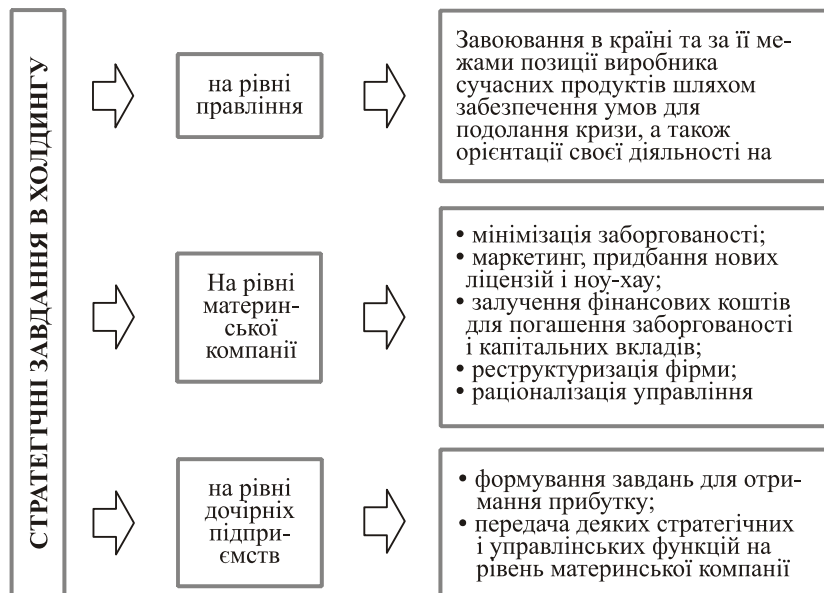 СТРАТЕГІЧНІ ЗАВДАННЯ В ХОЛДИНГУ
на рівні
правління
Завоювання в країні та за її ме-
жами позиції виробника
сучасних продуктів шляхом
забезпечення умов для
подолання кризи, а також
орієнтації своєї діяльності на
На рівні
материн-
ської
компанії
• мінімізація заборгованості;
• маркетинг, придбання нових
ліцензій і ноу-хау;
• залучення фінансових коштів
для погашення заборгованості
і капітальних вкладів;
• реструктуризація фірми;
• раціоналізація управління
на рівні
дочірніх
підпри-
ємств
• формування завдань для отри-
мання прибутку;
• передача деяких стратегічних
і управлінських функцій на
рівень материнської компанії